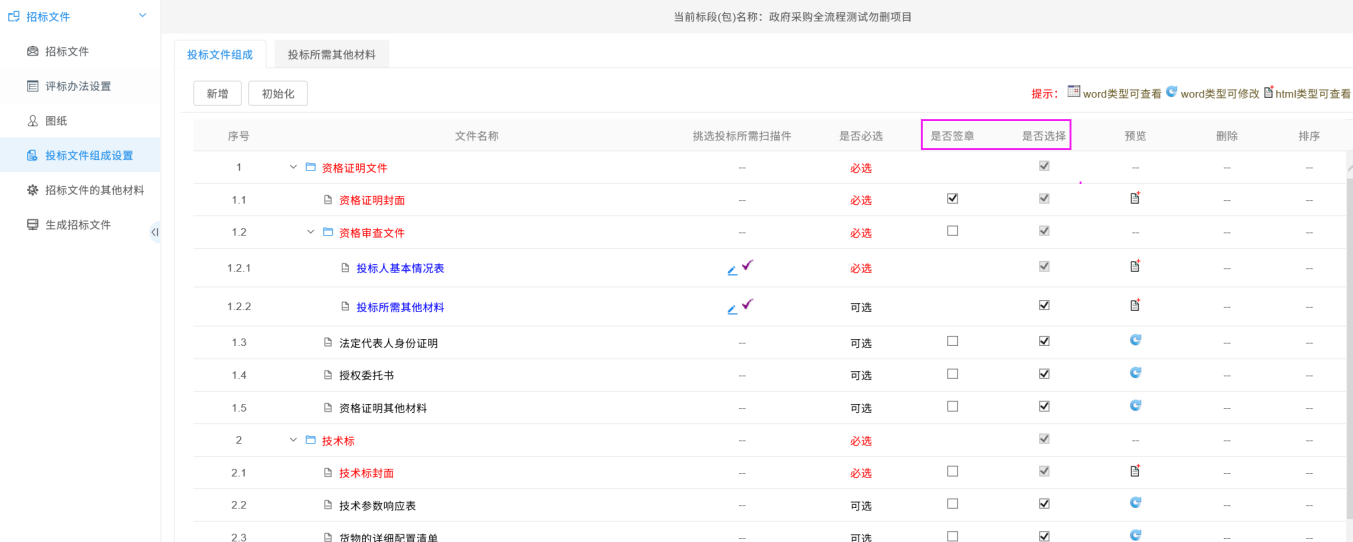 招标文件
当前标段(包)名称：政府采购全流程测试勿删项目
招标文件
评标办法设置
图纸
投标文件组成设置
招标文件的其他材料
生成招标文件
投标文件组成 投标所需其他材料
新增 初始化 提示： word类型可查看 word类型可修改 html类型可查看
序号 文件名称 挑选投标所需扫描件 是否必选 是否签章 是否选择 预览 删除 排序
1 资格证明文件 -- 必选 -- -- --
1.1 资格证明封面 -- 必选 -- --
1.2 资格审查文件 -- 必选 -- -- --
1.2.1 投标人基本情况表 必选 -- --
1.2.2 投标所需其他材料 可选 -- --
1.3 法定代表人身份证明 -- 可选 -- --
1.4 授权委托书 -- 可选 -- --
1.5 资格证明其他材料 -- 可选 -- --
2 技术标 -- 必选 -- -- --
2.1 技术标封面 -- 必选 -- --
2.2 技术参数响应表 -- 可选 -- --
2.3 货物的详细配置清单 -- 可选 -- --